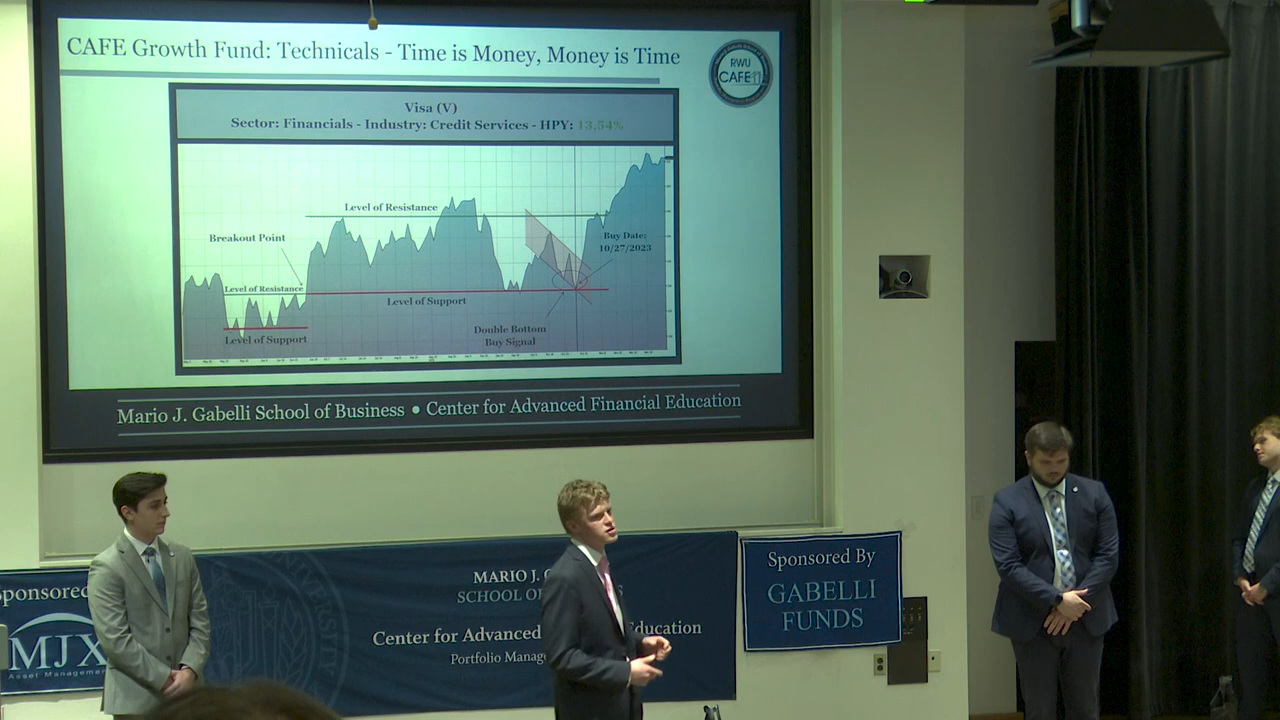 CAFE Growth Fund: Technicals - Time is Money, Money is Time
RWU
CAFE
Visa (V)
Sector: Financials - Industry: Credit Services - HPY: 13.54%
Level of Resistance
Breakout Point
Buy Date:
10/27/2023
Level of Resistance
Level of Support
Double Bottom
Buy Signal
Level of Support
Mario J. Gabelli School of Business • Center for Advanced Financial Education
Sponsored
MJX
Asset Management
MARIO J.
SCHOOL OF
Center for Advanced
Education
Portfolio
Sponsored By
GABELLI
FUNDS